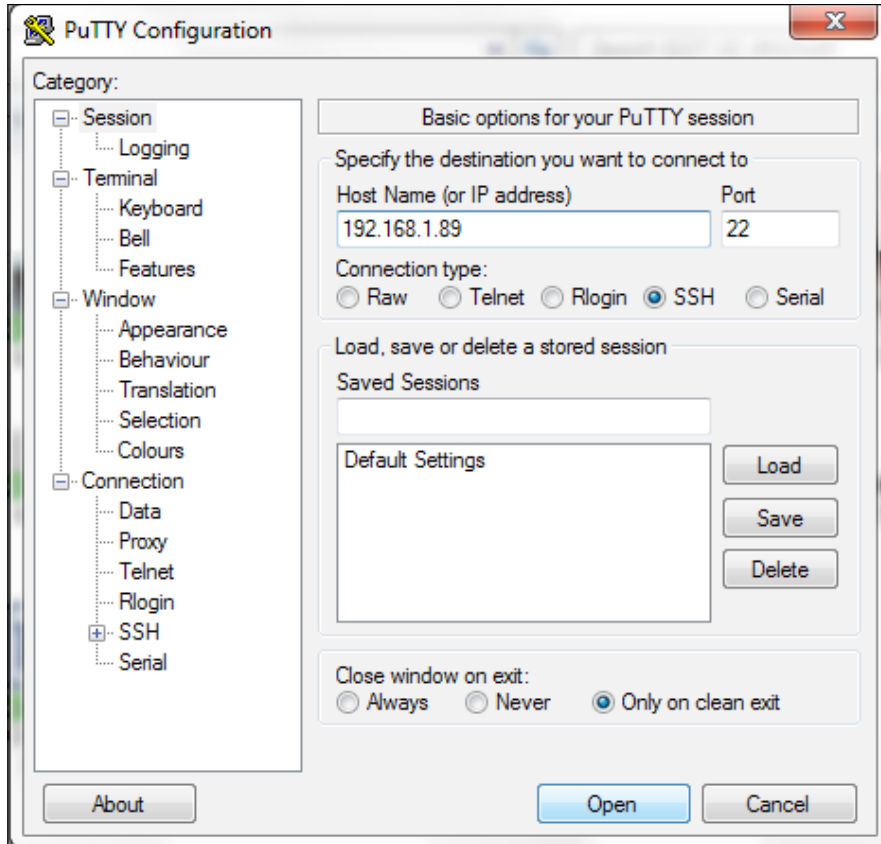 PuTTY Configuration
Category:
Session
Logging
Terminal
Keyboard
Bell
Features
Window
Appearance
Behaviour
Translation
Selection
Colours
Connection
Data
Proxy
Telnet
Rlogin
SSH
Serial
Basic options for your PuTTY session
Specify the destination you want to connect to
Host Name (or IP address) Port
192.168.1.89 22
Connection type:
Raw Telnet Rlogin SSH Serial
Load, save or delete a stored session
Saved Sessions
Default Settings
Load
Save
Delete
Close window on exit:
Always Never Only on clean exit
About Open Cancel